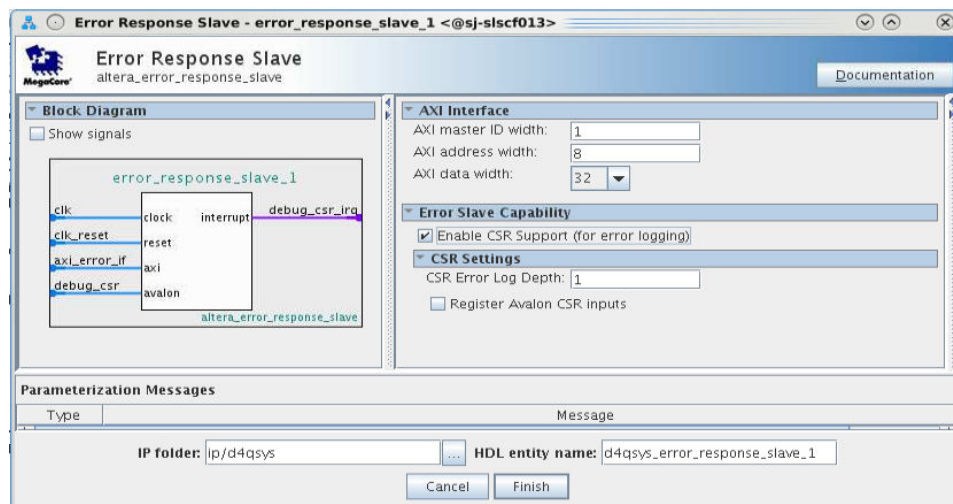 Error Response Slave - error_response_slave_1 <@sj-slscf013>
MegaCore®
Error Response Slave
altera_error_response_slave
Documentation
Block Diagram
Show signals
error_response_slave_1
clk
clock
interrupt
debug_csr_irq
clk_reset
reset
axi_error_if
axi
debug_csr
avalon
altera_error_response_slave
AXI Interface
AXI master ID width: 1
AXI address width: 8
AXI data width: 32
Error Slave Capability
Enable CSR Support (for error logging)
CSR Settings
CSR Error Log Depth: 1
Register Avalon CSR inputs
Parameterization Messages
Type Message
IP folder: ip/d4qsys ... HDL entity name: d4qsys_error_response_slave_1
Cancel Finish